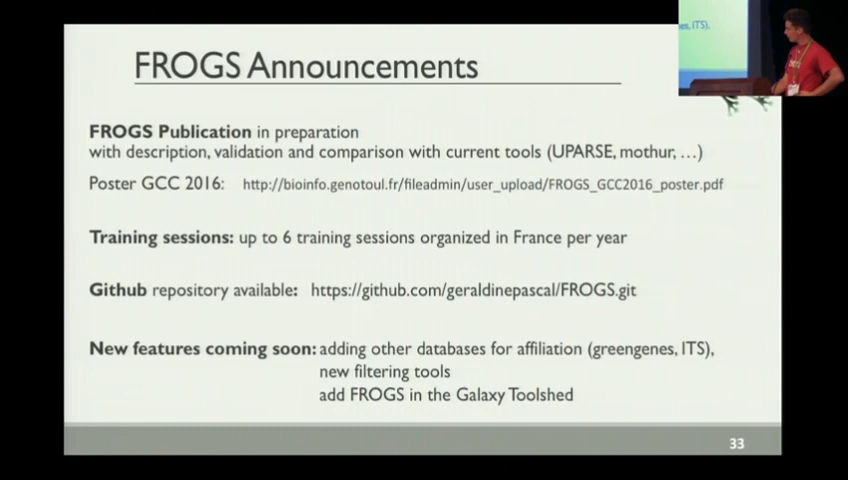 FROGS Announcements
es, ITS),
FROGS Publication in preparation
with description, validation and comparison with current tools (UPARSE, mothur, …)
Poster GCC 2016: http://bioinfo.genotoul.fr/fileadmin/user_upload/FROGS_GCC2016_poster.pdf
Training sessions: up to 6 training sessions organized in France per year
Github repository available: https://github.com/geraldinepascal/FROGS.git
New features coming soon: adding other databases for affiliation (greengenes, ITS),
new filtering tools
add FROGS in the Galaxy Toolshed
33